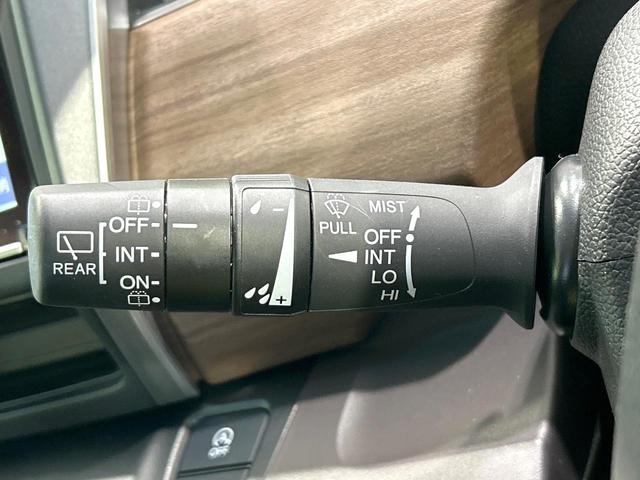 REAR
OFF
INT
ON
-
+
PULL
MIST
OFF
INT
LO
HI
OFF